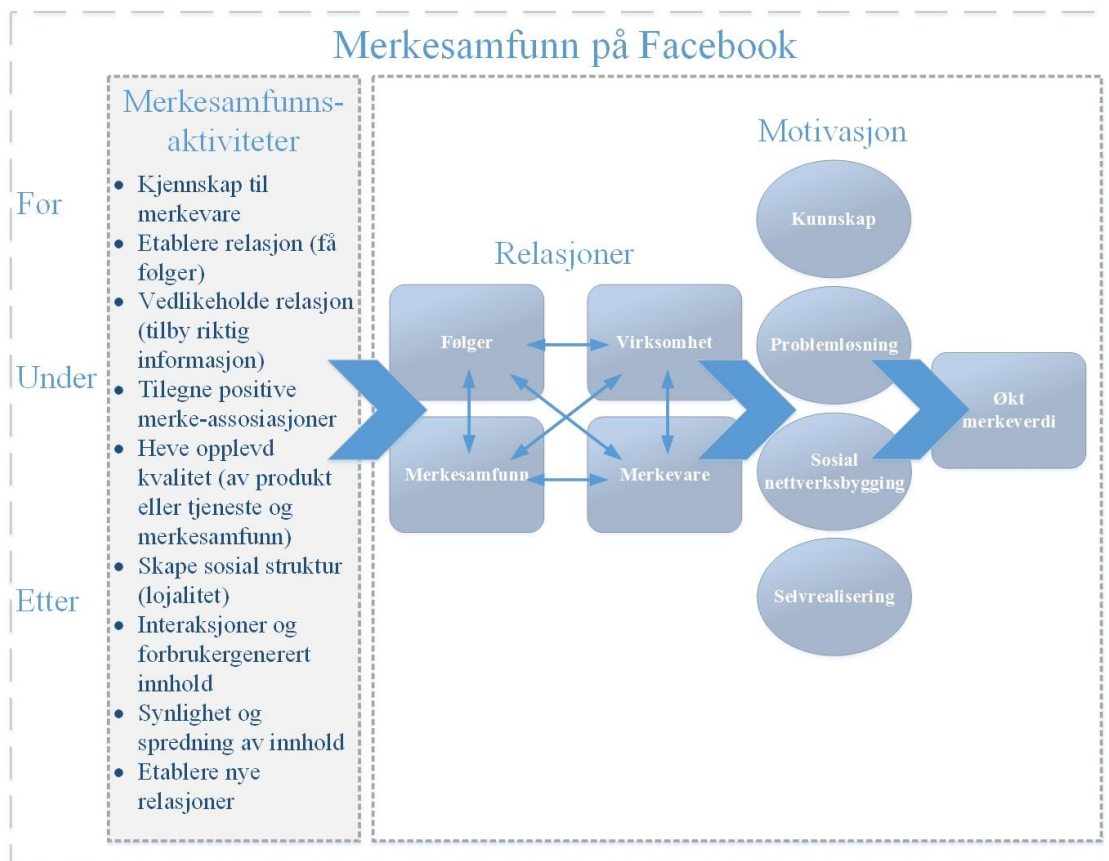 Merkesamfunn på Facebook
Før
Under
Etter
Merkesamfunns-
aktiviteter
• Kjennskap til
merkevare
• Etablere relasjon (få
følger)
• Vedlikeholde relasjon
(tilby riktig
informasjon)
• Tilegne positive
merke-assosiasjoner
• Heve opplevd
kvalitet (av produkt
eller tjeneste og
merkesamfunn)
• Skape sosial struktur
(lojalitet)
• Interaksjoner og
forbrukergenerert
innhold
• Synlighet og
spredning av innhold
• Etablere nye
relasjoner
Relasjoner
Følger
Virksomhet
Merkesamfunn
Merkevare
Motivasjon
Kunnskap
Problemløsning
Sosial
nettverksbygging
Selvrealisering
Økt
merkeverdi